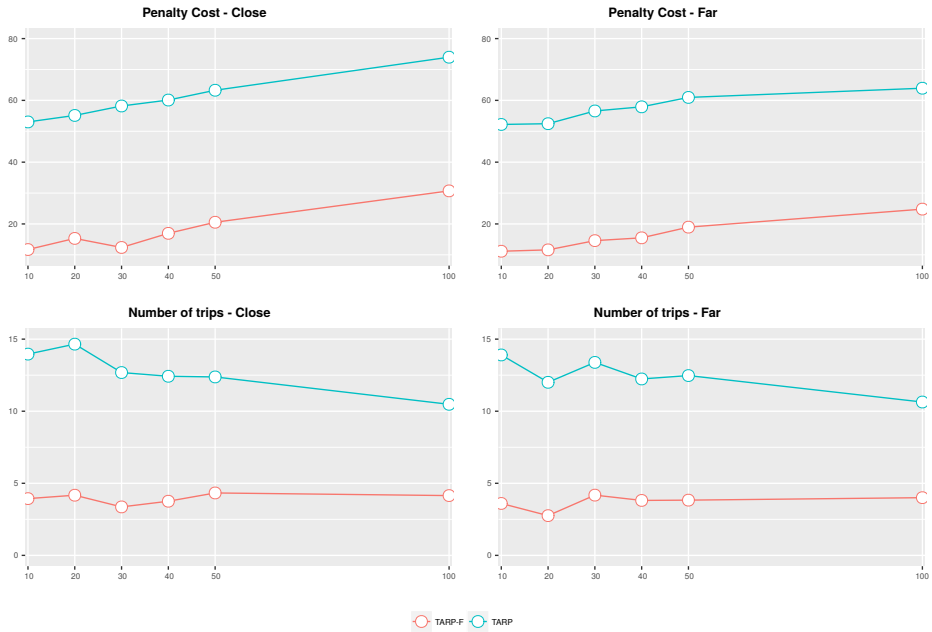 Penalty Cost - Close
80
60
40
20
10 20 30 40 50 100
Penalty Cost - Far
80
60
40
20
10 20 30 40 50 100
Number of trips - Close
15
10
5
0
10 20 30 40 50 100
Number of trips - Far
15
10
5
0
10 20 30 40 50 100
TARP-F TARP